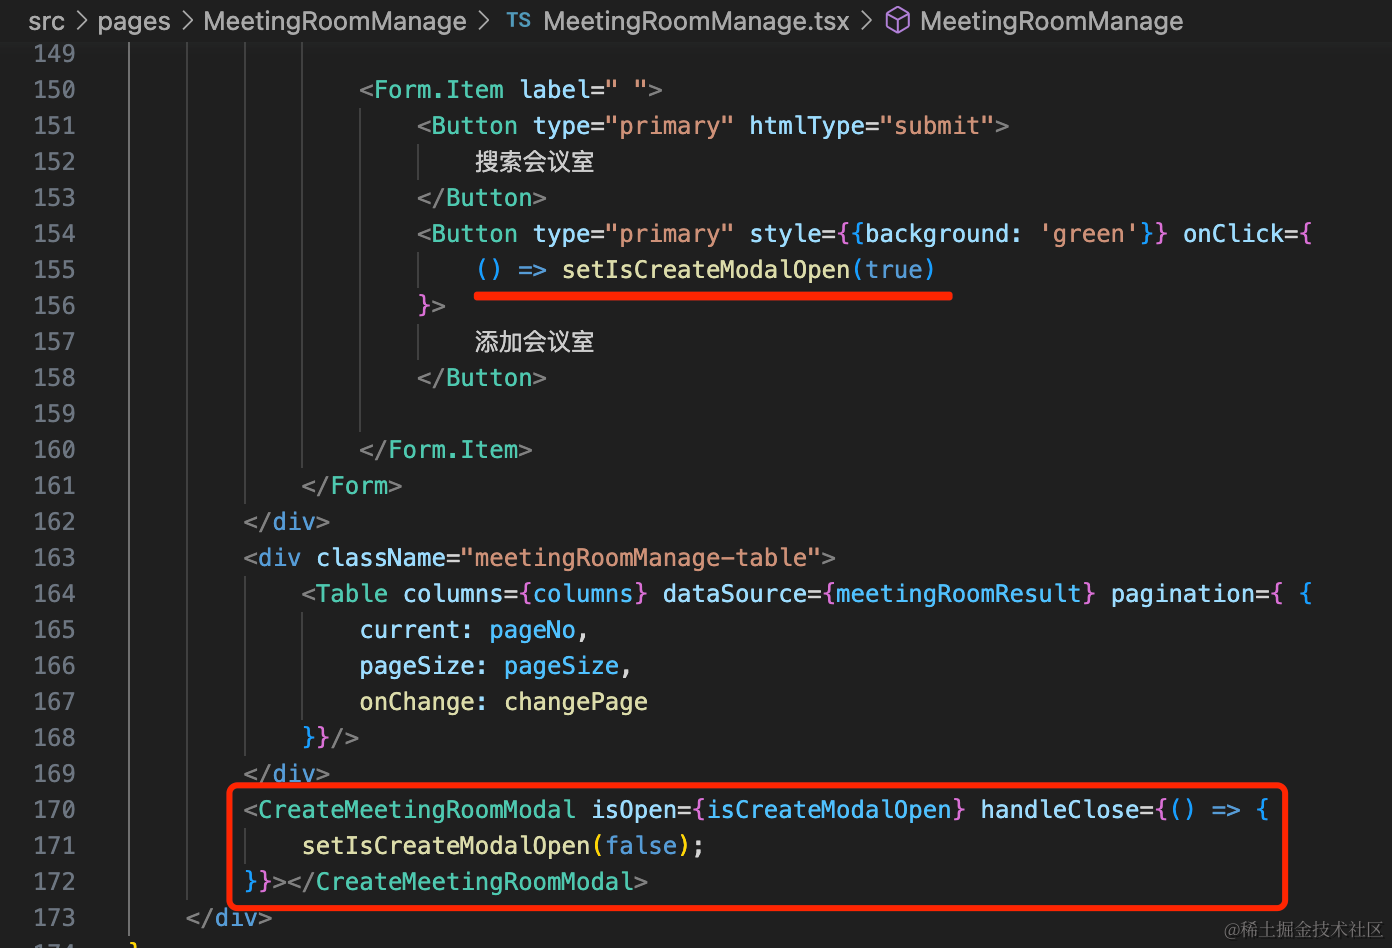 src > pages > MeetingRoomManage > TS MeetingRoomManage.tsx > MeetingRoomManage
149
150 <Form.Item label=" ">
151 <Button type="primary" htmlType="submit">
152 搜索会议室
153 </Button>
154 <Button type="primary" style={{background: 'green'}} onClick={
155 () => setIsCreateModalOpen(true)
156 }>
157 添加会议室
158 </Button>
159
160 </Form.Item>
161 </Form>
162 </div>
163 <div className="meetingRoomManage-table">
164 <Table columns={columns} dataSource={meetingRoomResult} pagination={ {
165 current: pageNo,
166 pageSize: pageSize,
167 onChange: changePage
168 }}/>
169 </div>
170 <CreateMeetingRoomModal isOpen={isCreateModalOpen} handleClose={() => {
171 setIsCreateModalOpen(false);
172 }}></CreateMeetingRoomModal>
173 </div>
174 }
@稀土掘金技术社区